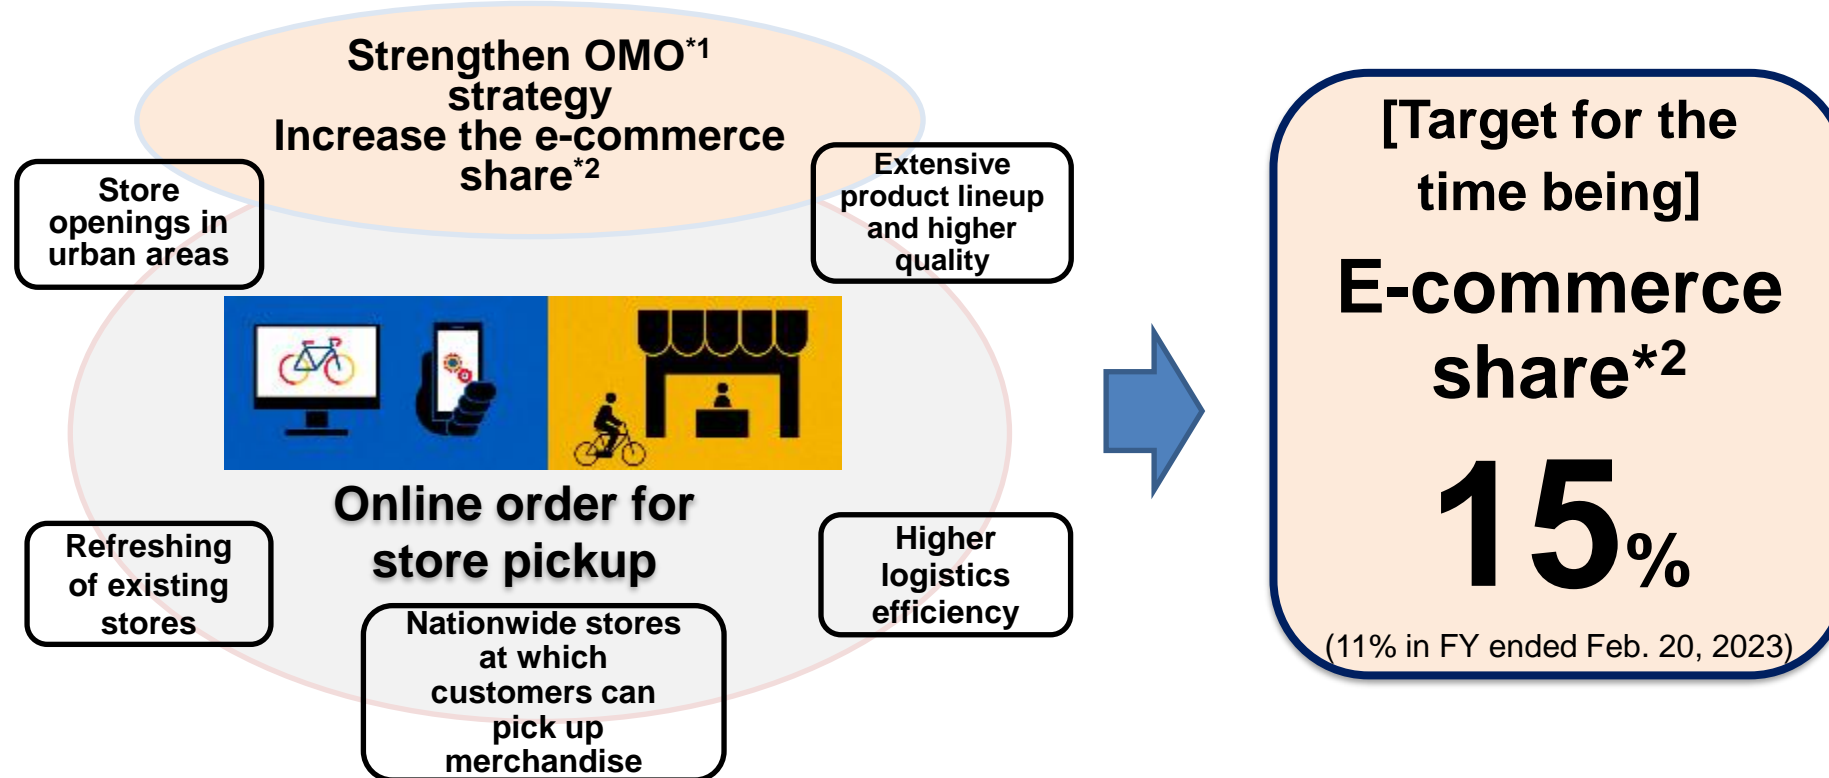 Strengthen OMO*1
strategy
Increase the e-commerce
share*2
Store
openings in
urban areas
Extensive
product lineup
and higher
quality
Online order for
store pickup
Refreshing
of existing
stores
Nationwide stores
at which
customers can
pick up
merchandise
Higher
logistics
efficiency
[Target for the
time being]
E-commerce
share*2
15%
(11% in FY ended Feb. 20, 2023)